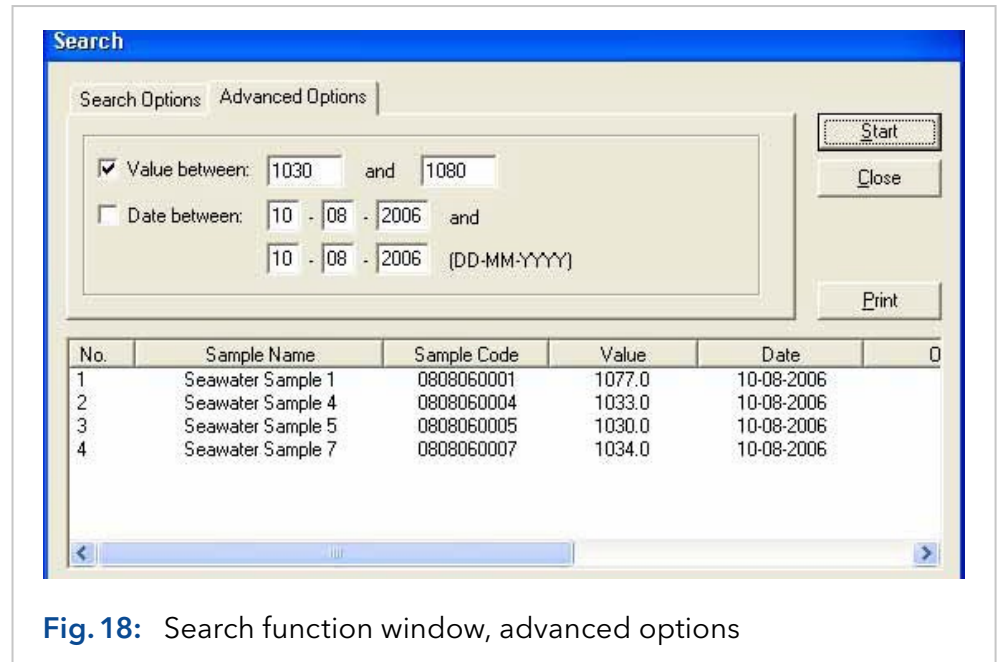 Search
Search Options Advanced Options
Start
Value between: 1030 and 1080
Close
Date between: 10 - 08 - 2006 and
10 - 08 - 2006 (DD-MM-YYYY)
Print
No. Sample Name Sample Code Value Date O
1 Seawater Sample 1 0808060001 1077.0 10-08-2006
2 Seawater Sample 4 0808060004 1033.0 10-08-2006
3 Seawater Sample 5 0808060005 1030.0 10-08-2006
4 Seawater Sample 7 0808060007 1034.0 10-08-2006
Fig. 18: Search function window, advanced options